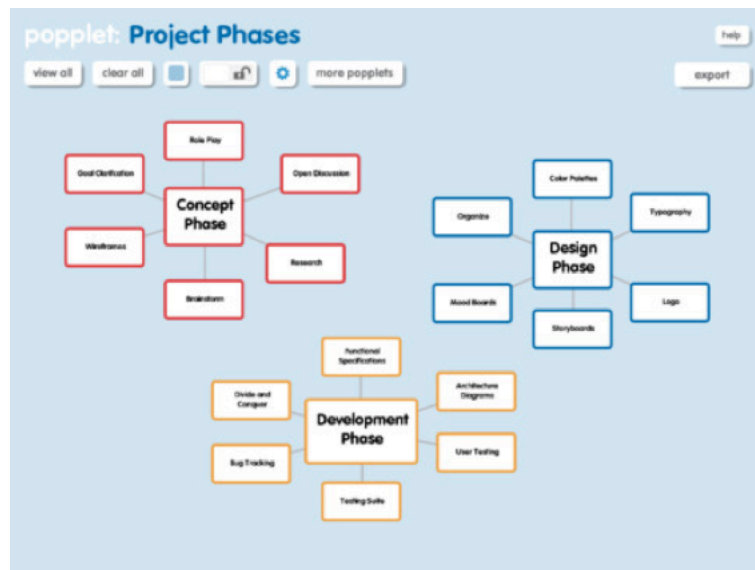 popplet: Project Phases
help
view all
clear all
more popplets
export
Role Play
Goal Clarification
Open Discussion
Concept
Phase
Wireframes
Research
Brainstorm
Color Palettes
Organize
Typography
Design
Phase
Mood Boards
Logo
Storyboards
Functional
Specifications
Divide and
Conquer
Architecture
Diagrams
Development
Phase
Bug Tracking
User Testing
Testing Suite